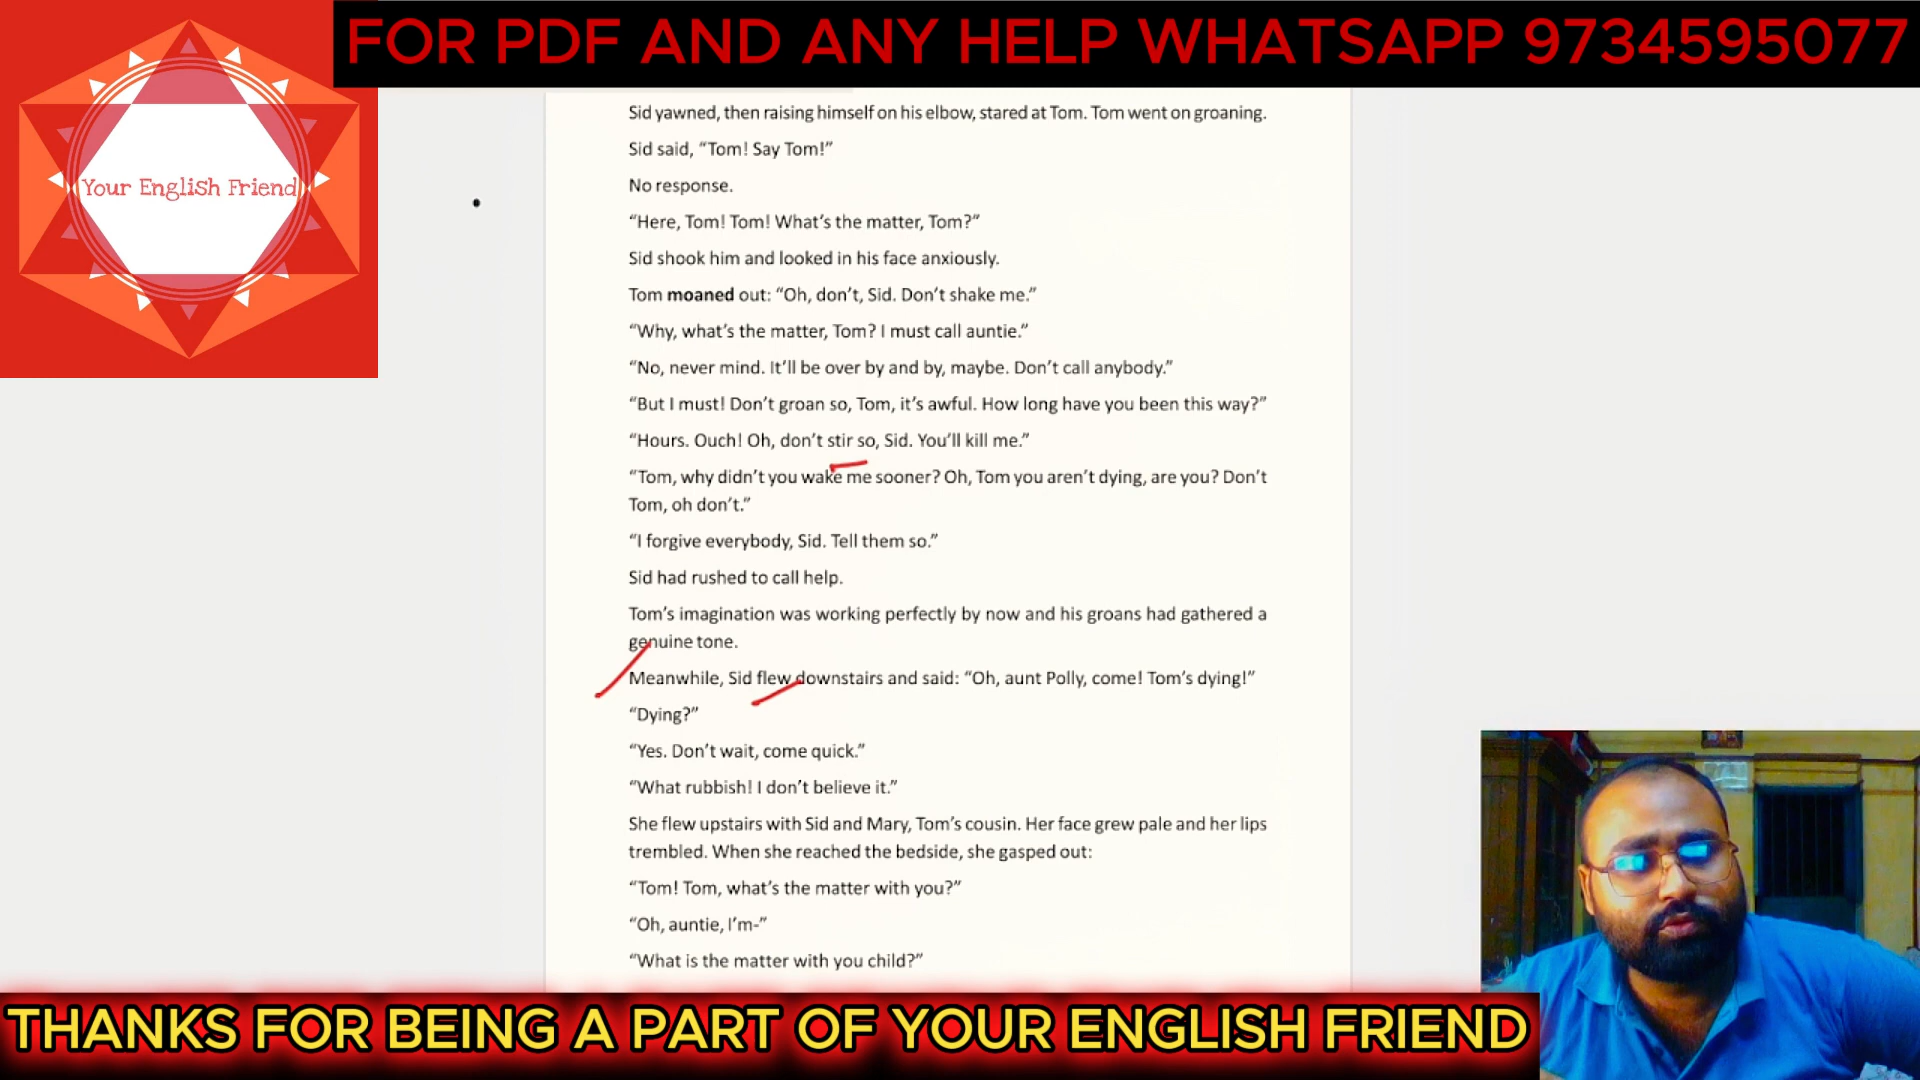 FOR PDF AND ANY HELP WHATSAPP 9734595077
Your English Friend
Sid yawned, then raising himself on his elbow, stared at Tom. Tom went on groaning.
Sid said, “Tom! Say Tom!”
No response.
“Here, Tom! Tom! What’s the matter, Tom?”
Sid shook him and looked in his face anxiously.
Tom moaned out: “Oh, don’t, Sid. Don’t shake me.”
“Why, what’s the matter, Tom? I must call auntie.”
“No, never mind. It’ll be over by and by, maybe. Don’t call anybody.”
“But I must! Don’t groan so, Tom, it’s awful. How long have you been this way?”
“Hours. Ouch! Oh, don’t stir so, Sid. You’ll kill me.”
“Tom, why didn’t you wake me sooner? Oh, Tom you aren’t dying, are you? Don’t
Tom, oh don’t.”
“I forgive everybody, Sid. Tell them so.”
Sid had rushed to call help.
Tom’s imagination was working perfectly by now and his groans had gathered a
genuine tone.
Meanwhile, Sid flew downstairs and said: “Oh, aunt Polly, come! Tom’s dying!”
“Dying?”
“Yes. Don’t wait, come quick.”
“What rubbish! I don’t believe it.”
She flew upstairs with Sid and Mary, Tom’s cousin. Her face grew pale and her lips
trembled. When she reached the bedside, she gasped out:
“Tom! Tom, what’s the matter with you?”
“Oh, auntie, I’m-”
“What is the matter with you child?”
THANKS FOR BEING A PART OF YOUR ENGLISH FRIEND